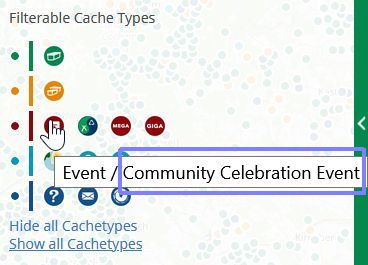 Filterable Cache Types
MEGA GIGA
Event / Community Celebration Event
Hide all Cachetypes
Show all Cachetypes